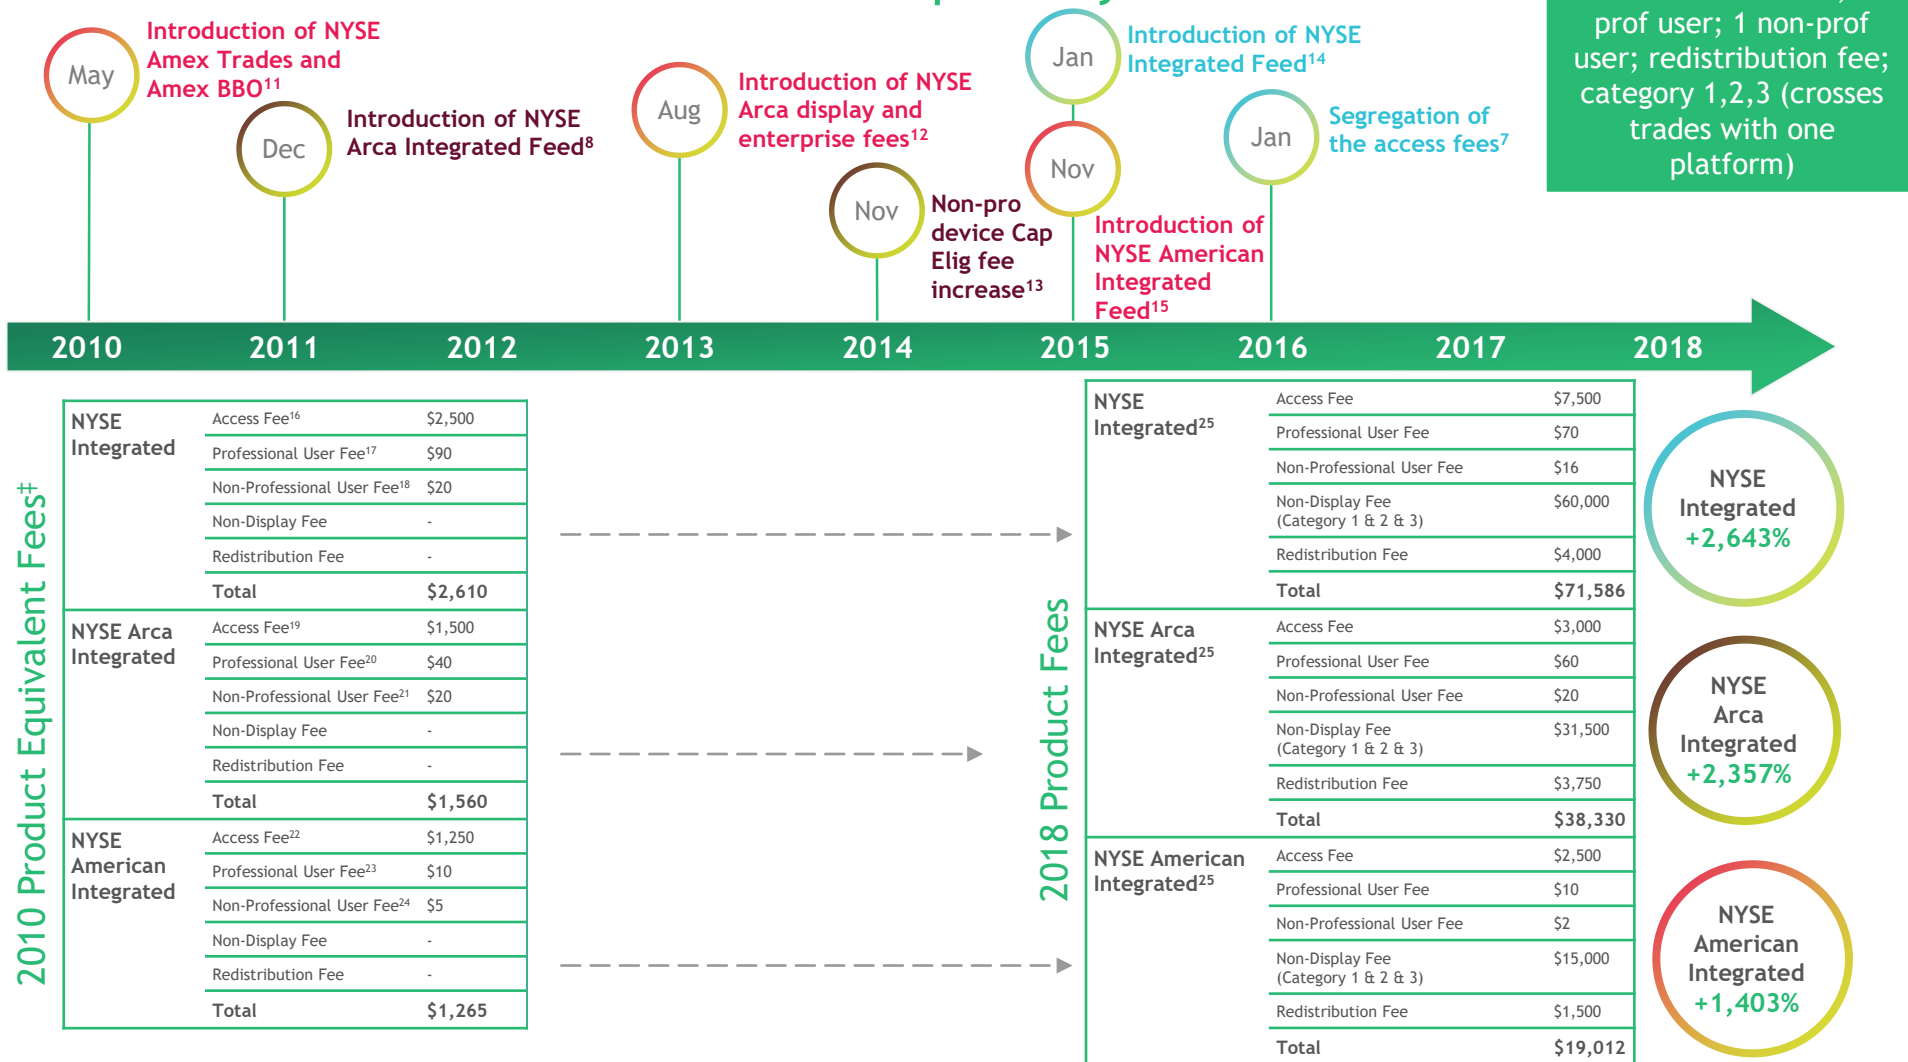 prof user; 1 non-prof
user; redistribution fee;
category 1,2,3 (crosses
trades with one
platform)
May
Introduction of NYSE
Amex Trades and
Amex BBO¹¹
Dec
Introduction of NYSE
Arca Integrated Feed⁸
Aug
Introduction of NYSE
Arca display and
enterprise fees¹²
Nov
Non-pro
device Cap
Elig fee
increase¹³
Jan
Introduction of NYSE
Integrated Feed¹⁴
Nov
Introduction of
NYSE American
Integrated
Feed¹⁵
Jan
Segregation of
the access fees⁷
2010 2011 2012 2013 2014 2015 2016 2017 2018
2010 Product Equivalent Fees‡
NYSE
Integrated
Access Fee¹⁶ $2,500
Professional User Fee¹⁷ $90
Non-Professional User Fee¹⁸ $20
Non-Display Fee -
Redistribution Fee -
Total $2,610
NYSE Arca
Integrated
Access Fee¹⁹ $1,500
Professional User Fee²⁰ $40
Non-Professional User Fee²¹ $20
Non-Display Fee -
Redistribution Fee -
Total $1,560
NYSE
American
Integrated
Access Fee²² $1,250
Professional User Fee²³ $10
Non-Professional User Fee²⁴ $5
Non-Display Fee -
Redistribution Fee -
Total $1,265
2018 Product Fees
NYSE
Integrated²⁵
Access Fee $7,500
Professional User Fee $70
Non-Professional User Fee $16
Non-Display Fee
(Category 1 & 2 & 3) $60,000
Redistribution Fee $4,000
Total $71,586
NYSE Arca
Integrated²⁵
Access Fee $3,000
Professional User Fee $60
Non-Professional User Fee $20
Non-Display Fee
(Category 1 & 2 & 3) $31,500
Redistribution Fee $3,750
Total $38,330
NYSE American
Integrated²⁵
Access Fee $2,500
Professional User Fee $10
Non-Professional User Fee $2
Non-Display Fee
(Category 1 & 2 & 3) $15,000
Redistribution Fee $1,500
Total $19,012
NYSE
Integrated
+2,643%
NYSE
Arca
Integrated
+2,357%
NYSE
American
Integrated
+1,403%